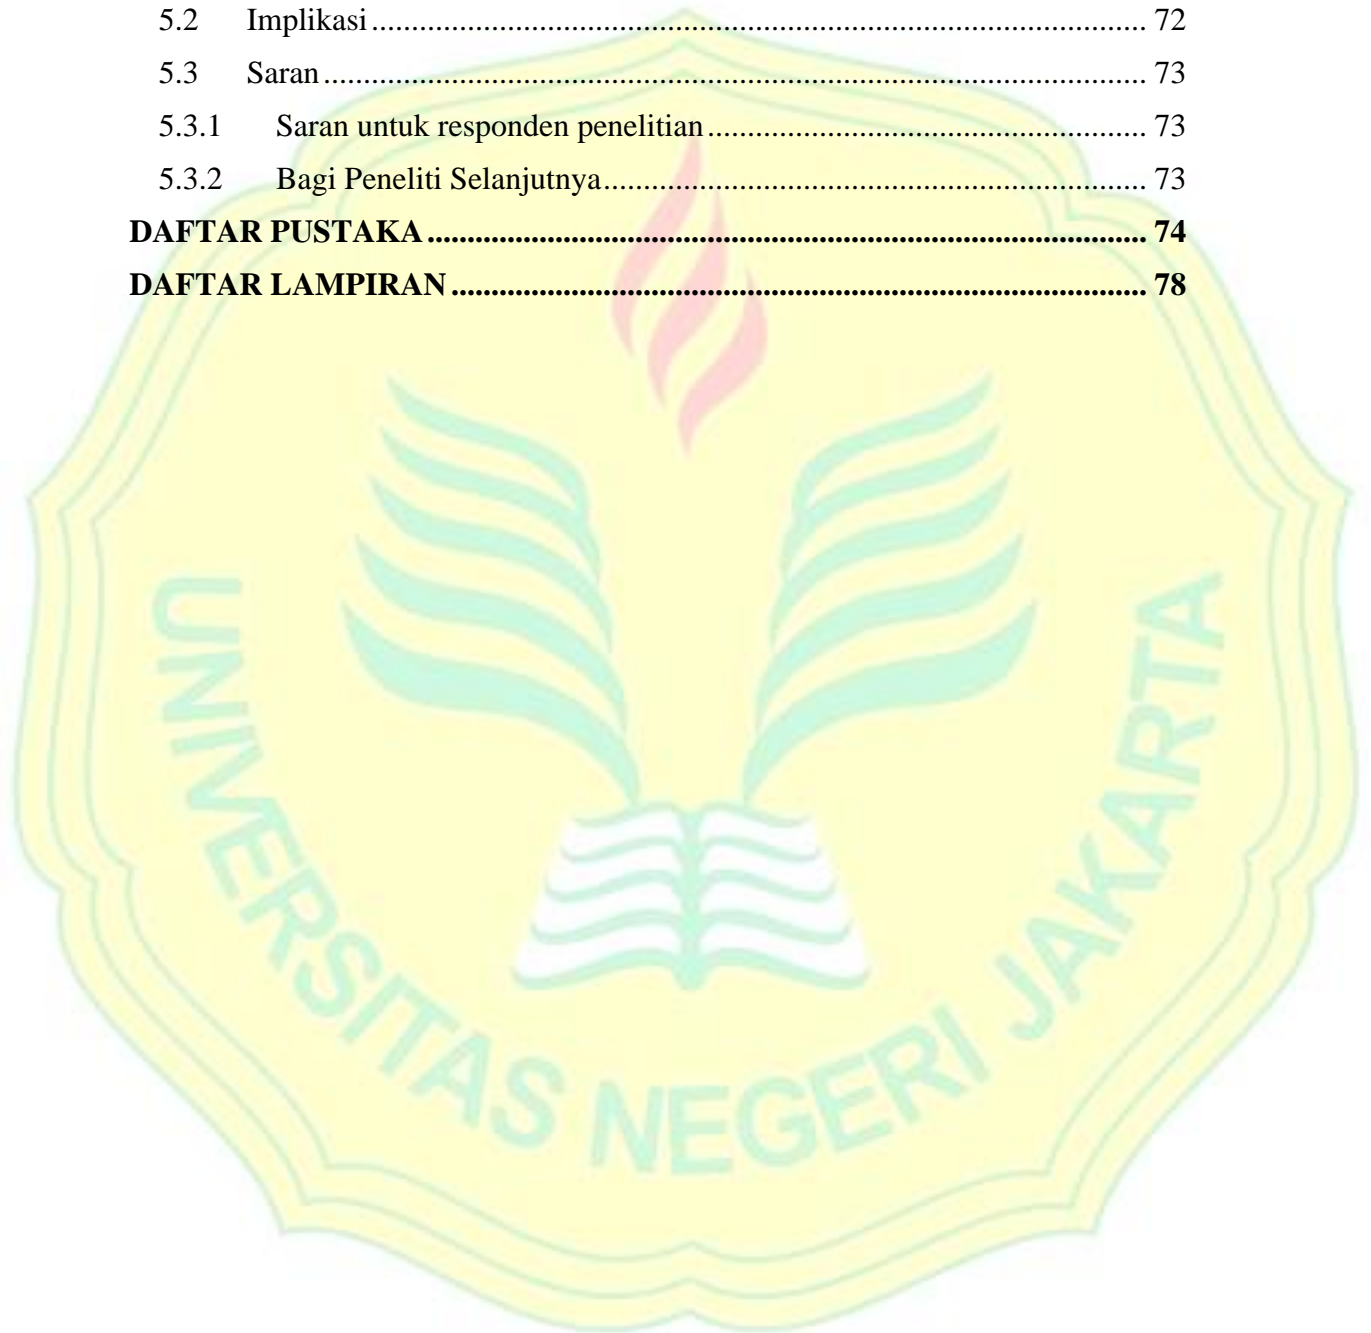 5.2 Implikasi ........................................................................ 72
5.3 Saran ........................................................................ 73
5.3.1 Saran untuk responden penelitian ........................................................................ 73
5.3.2 Bagi Peneliti Selanjutnya ........................................................................ 73
DAFTAR PUSTAKA ........................................................................ 74
DAFTAR LAMPIRAN ........................................................................ 78
UNIVERSITAS NEGERI JAKARTA